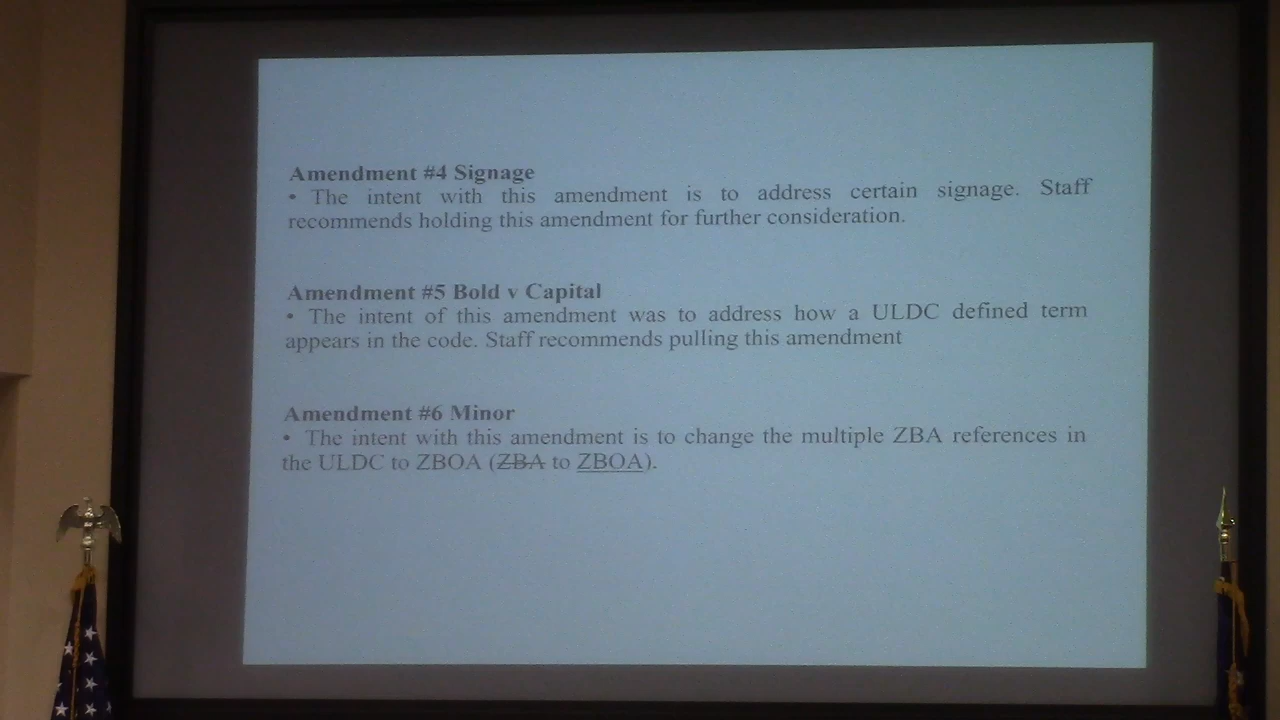 Amendment #4 Signage
• The intent with this amendment is to address certain signage. Staff
recommends holding this amendment for further consideration.
Amendment #5 Bold v Capital
• The intent of this amendment was to address how a ULDC defined term
appears in the code. Staff recommends pulling this amendment
Amendment #6 Minor
• The intent with this amendment is to change the multiple ZBA references in
the ULDC to ZBOA (ZBA to ZBOA).